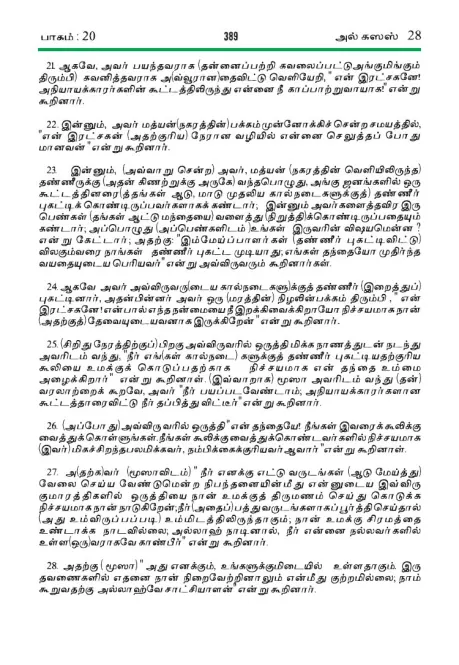 பாகம் : 20 389 அல் கஸஸ் 28
21. ஆகவே, அவர் பயந்தவராக (தன்னைப்பற்றி கவலைப்பட்டுஅங்குமிங்கும்
திரும்பி) கவனித்தவராக அ(வ்வூரான)தைவிட்டு வெளியேறி, " என் இரட்சகனே!
அநியாயக்காரர்களின் கூட்டத்திலிருந்து என்னை நீ காப்பாற்றுவாயாக!" என்று
கூறினார்.
22. இன்னும், அவர் மத்யன்(நகரத்தின்)பக்கம்முன்னோக்கிச் சென்றசமயத்தில்,
"என் இரட்சகன் (அதற்குரிய) நேரான வழியில் என்னை செலுத்தப் போது
மானவன்" என்று கூறினார்.
23. இன்னும், (அவ்வாறு சென்ற) அவர், மத்யன் (நகரத்தின் வெளியிலிருந்த)
தண்ணீருக்கு (அதன் கிணற்றுக்கு அருகே) வந்தபொழுது, அங்கு ஜனங்களில் ஒரு
கூட்டத்தினரை(த்தங்கள் ஆடு, மாடு முதலிய கால்நடைகளுக்குத்) தண்ணீர்
புகட்டிக் கொண்டிருப்பவர்களாகக் கண்டார்; இன்னும் அவர்களைத்தவிர இரு
பெண்கள் (தங்கள் ஆட்டு மந்தையை) வளைத்து (நிறுத்தி)க்கொண்டிருப்பதையும்
கண்டார்; அப்பொழுது (அப்பெண்களிடம்) உங்கள் இருவரின் விஷயமென்ன ?
என்று கேட்டார்; அதற்கு: "இம்மேய்ப்பாளர்கள் (தண்ணீர் புகட்டிவிட்டு)
விலகும்வரை நாங்கள் தண்ணீர் புகட்ட முடியாது; எங்கள் தந்தையோ முதிர்ந்த
வயதையுடைய பெரியவர்" என்று அவ்விருவரும் கூறினார்கள்.
24. ஆகவே அவர் அவ்விருவரு(டைய கால்நடைகளு)க்குத் தண்ணீர் (இறைத்துப்)
புகட்டினார், அதன்பின்னர் அவர் ஒரு (மரத்தின்) நிழலின்பக்கம் திரும்பி , " என்
இரட்சகனே! என்பால் எந்த நன்மையை நீ இறக்கிவைக்கிறாயோ நிச்சயமாக நான்
(அதற்குத்) தேவையுடையவனாக இருக்கிறேன்" என்று கூறினார்.
25. (சிறிது நேரத்திற்குப்) பிறகு அவ்விருவரில் ஒருத்தி மிக்க நாணத்துடன் நடந்து
அவரிடம் வந்து, "நீர் எங்(கள் கால்நடை) களுக்குத் தண்ணீர் புகட்டியதற்குரிய
கூலியை உமக்குக் கொடுப்பதற்காக நிச்சயமாக என் தந்தை உம்மை
அழைக்கிறார்" என்று கூறினாள். (இவ்வாறாக) மூஸா அவரிடம் வந்து (தன்)
வரலாற்றைக் கூறவே, அவர் "நீர் பயப்படவேண்டாம்; அநியாயக்காரர்களான
கூட்டத்தாரைவிட்டு நீர் தப்பித்து விட்டீர்" என்று கூறினார்.
26. (அப்போது) அவ்விருவரில் ஒருத்தி "என் தந்தையே! நீங்கள் இவரைக் கூலிக்கு
வைத்துக்கொள்ளுங்கள். நீங்கள் கூலிக்கு வைத்துக்கொண்டவர்களில் நிச்சயமாக
(இவர்) மிகச்சிறந்தபலமிக்கவர், நம்பிக்கைக்குரியவர்ஆவார்" என்று கூறினாள்.
27. அ(தற்க)வர் (மூஸாவிடம்) " நீர் எனக்கு எட்டு வருடங்கள் (ஆடு மேய்த்து)
வேலை செய்ய வேண்டுமென்ற நிபந்தனையின்மீது என்னுடைய இவ்விரு
குமாரத்திகளில் ஒருத்தியை நான் உமக்குத் திருமணம் செய்து கொடுக்க
நிச்சயமாக நான் நாடுகிறேன்; நீர் (அதைப்) பத்து வருடங்களாகப் பூர்த்தி செய்தால்
(அது உம்விருப்பப்படி) உம்மிடத்திலிருந்தாகும்; நான் உமக்கு சிரமத்தை
உண்டாக்க நாடவில்லை; அல்லாஹ் நாடினால், நீர் என்னை நல்லவர்களில்
உள்ள(ஒரு)வராகவே காண்பீர்" என்று கூறினார்.
28. அதற்கு ( மூஸா) " அது எனக்கும், உங்களுக்குமிடையில் உள்ளதாகும். இரு
தவணைகளில் எதனை நான் நிறைவேற்றினாலும் என்மீது குற்றமில்லை; நாம்
கூறுவதற்கு அல்லாஹ்வே சாட்சியாளன்" என்று கூறினார்.